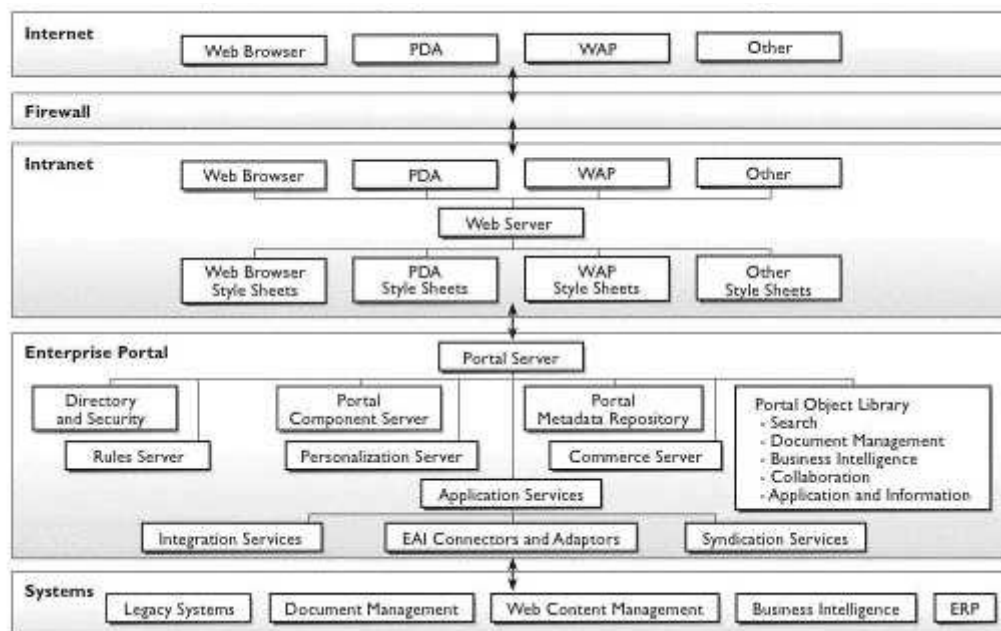 Internet
Web Browser
PDA
WAP
Other
Firewall
Intranet
Web Browser
PDA
WAP
Other
Web Server
Web Browser
Style Sheets
PDA
Style Sheets
WAP
Style Sheets
Other
Style Sheets
Enterprise Portal
Portal Server
Directory
and Security
Portal
Component Server
Portal
Metadata Repository
Portal Object Library
- Search
- Document Management
- Business Intelligence
- Collaboration
- Application and Information
Rules Server
Personalization Server
Commerce Server
Application Services
Integration Services
EAI Connectors and Adaptors
Syndication Services
Systems
Legacy Systems
Document Management
Web Content Management
Business Intelligence
ERP